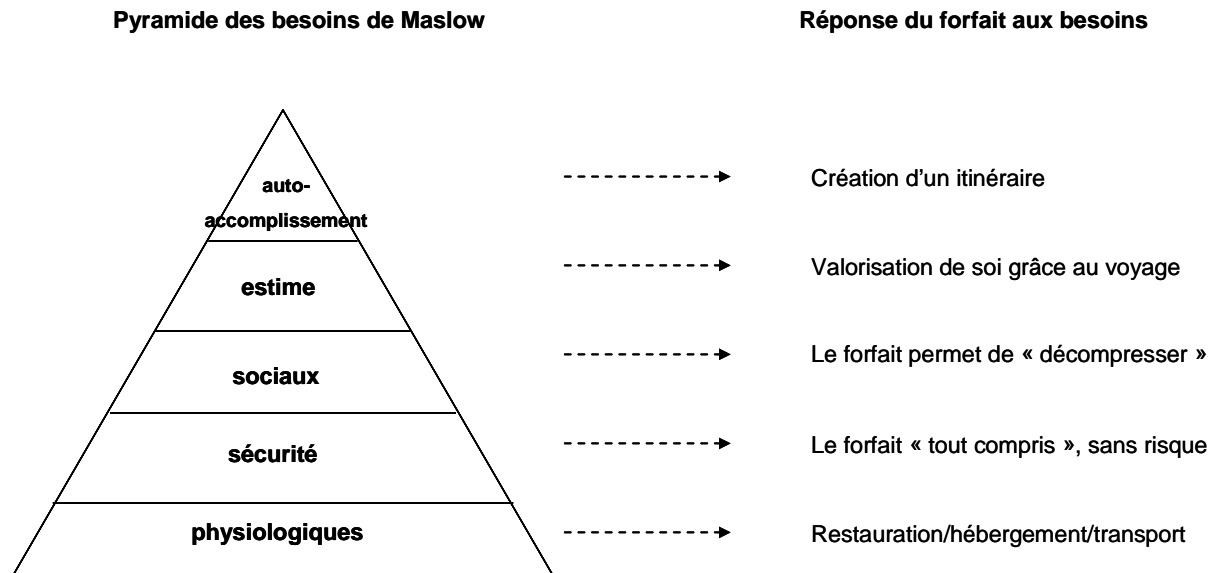 Pyramide des besoins de Maslow
Réponse du forfait aux besoins
auto-
accomplissement
Création d’un itinéraire
estime
Valorisation de soi grâce au voyage
sociaux
Le forfait permet de « décompresser »
sécurité
Le forfait « tout compris », sans risque
physiologiques
Restauration/hébergement/transport